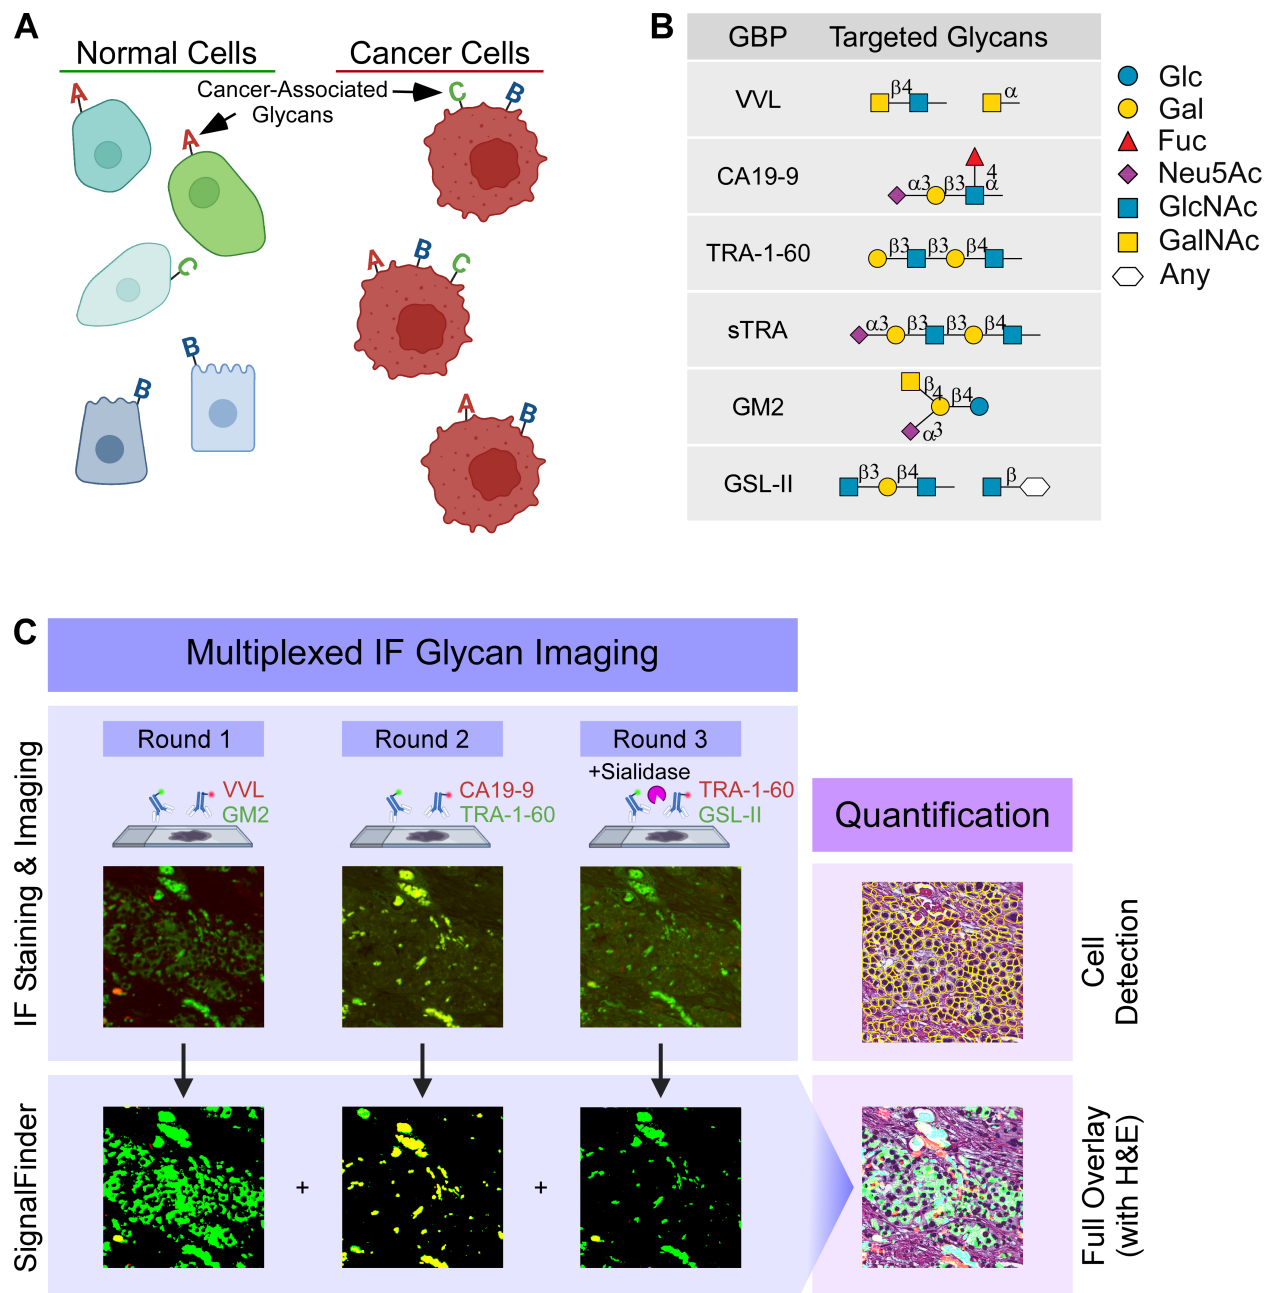 A
Normal Cells
Cancer Cells
Cancer-Associated
Glycans
A
A
C
B
B
C
B
A
B
C
A
B
B
GBP Targeted Glycans
VVL
β4
α
CA19-9
α3 β3 4 α
TRA-1-60
β3 β3 β4
sTRA
α3 β3 β3 β4
GM2
β4 β4
α3
GSL-II
β3 β4
β
Glc
Gal
Fuc
Neu5Ac
GlcNAc
GalNAc
Any
C
Multiplexed IF Glycan Imaging
IF Staining & Imaging
Round 1
VVL
GM2
Round 2
CA19-9
TRA-1-60
Round 3
+Sialidase
TRA-1-60
GSL-II
Quantification
Cell
Detection
SignalFinder
+
+
Full Overlay
(with H&E)